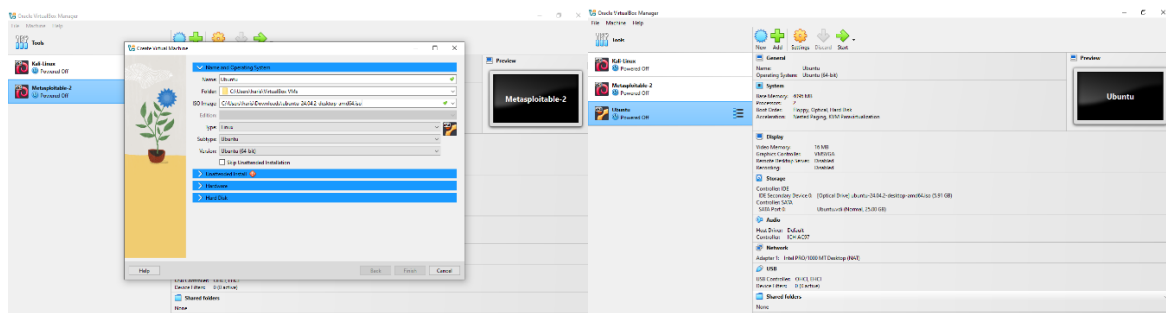 Oracle VirtualBox Manager
File Machine Help
Tools
Kali-Linux
Powered Off
Metasploitable-2
Powered Off
Create Virtual Machine
Name and Operating System
Name: Ubuntu
Folder: C:\Users\harid\VirtualBox VMs
ISO Image: C:\Users\harid\Downloads\ubuntu-24.04.2-desktop-amd64.iso
Edition:
Type: Linux
Subtype: Ubuntu
Version: Ubuntu (64-bit)
Skip Unattended Installation
Unattended Install
Hardware
Hard Disk
Help
Back
Finish
Cancel
Preview
Metasploitable-2
Device Filters: 0 (0 active)
Shared folders
None
Oracle VirtualBox Manager
File Machine Help
Tools
Kali-Linux
Powered Off
Metasploitable-2
Powered Off
Ubuntu
Powered Off
New Add Settings Discard Start
General
Name: Ubuntu
Operating System: Ubuntu (64-bit)
System
Base Memory: MB
Processors: 2
Boot Order: Floppy, Optical, Hard Disk
Acceleration: Nested Paging, KVM Paravirtualization
Display
Video Memory: 16 MB
Graphics Controller: VMSVGA
Remote Desktop Server: Disabled
Recording: Disabled
Storage
Controller: IDE
IDE Secondary Device 0: [Optical Drive] ubuntu-24.04.2-desktop-amd64.iso (5.91 GB)
Controller: SATA
SATA Port 0: Ubuntu.vdi (Normal, 25.00 GB)
Audio
Host Driver: Default
Controller: ICH AC97
Network
Adapter 1: Intel PRO/1000 MT Desktop (NAT)
USB
USB Controller: OHCI, EHCI
Device Filters: 0 (0 active)
Shared folders
None
Preview
Ubuntu